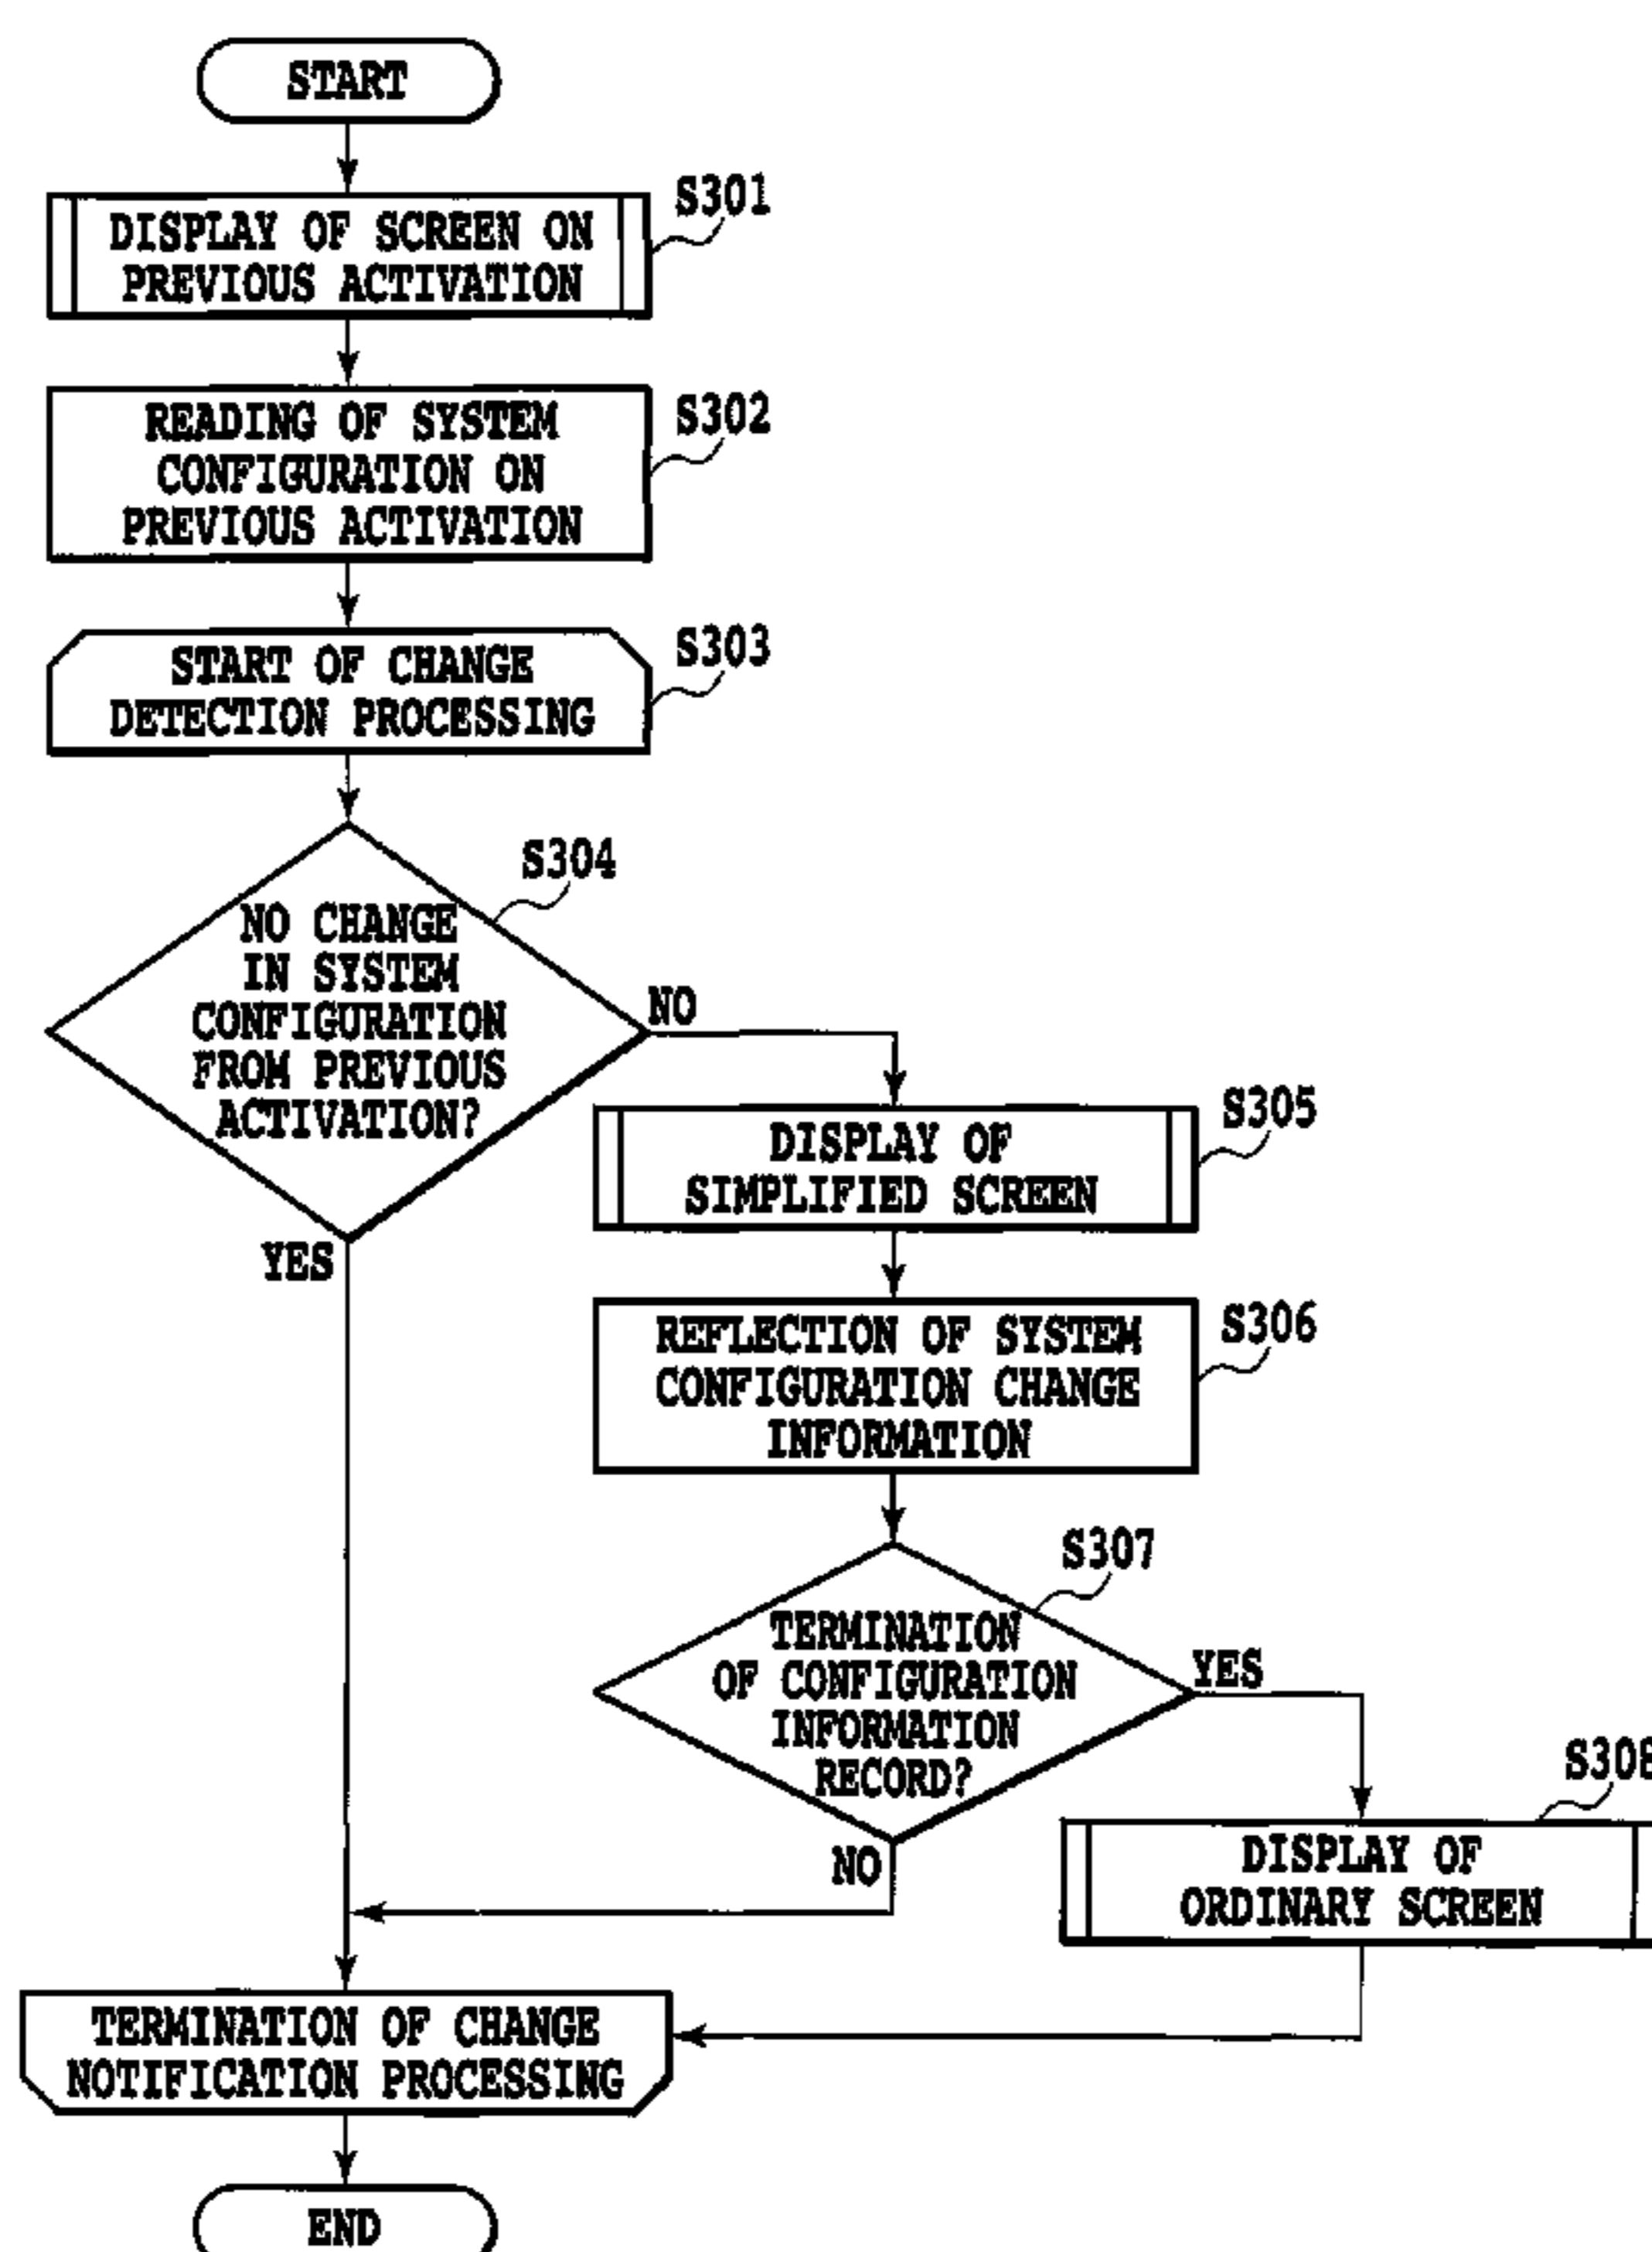 START
S301
DISPLAY OF SCREEN ON
PREVIOUS ACTIVATION
S302
READING OF SYSTEM
CONFIGURATION ON
PREVIOUS ACTIVATION
S303
START OF CHANGE
DETECTION PROCESSING
S304
NO CHANGE
IN SYSTEM
CONFIGURATION
FROM PREVIOUS
ACTIVATION?
NO
YES
S305
DISPLAY OF
SIMPLIFIED SCREEN
S306
REFLECTION OF SYSTEM
CONFIGURATION CHANGE
INFORMATION
S307
TERMINATION
OF CONFIGURATION
INFORMATION
RECORD?
YES
NO
S308
DISPLAY OF
ORDINARY SCREEN
TERMINATION OF CHANGE
NOTIFICATION PROCESSING
END